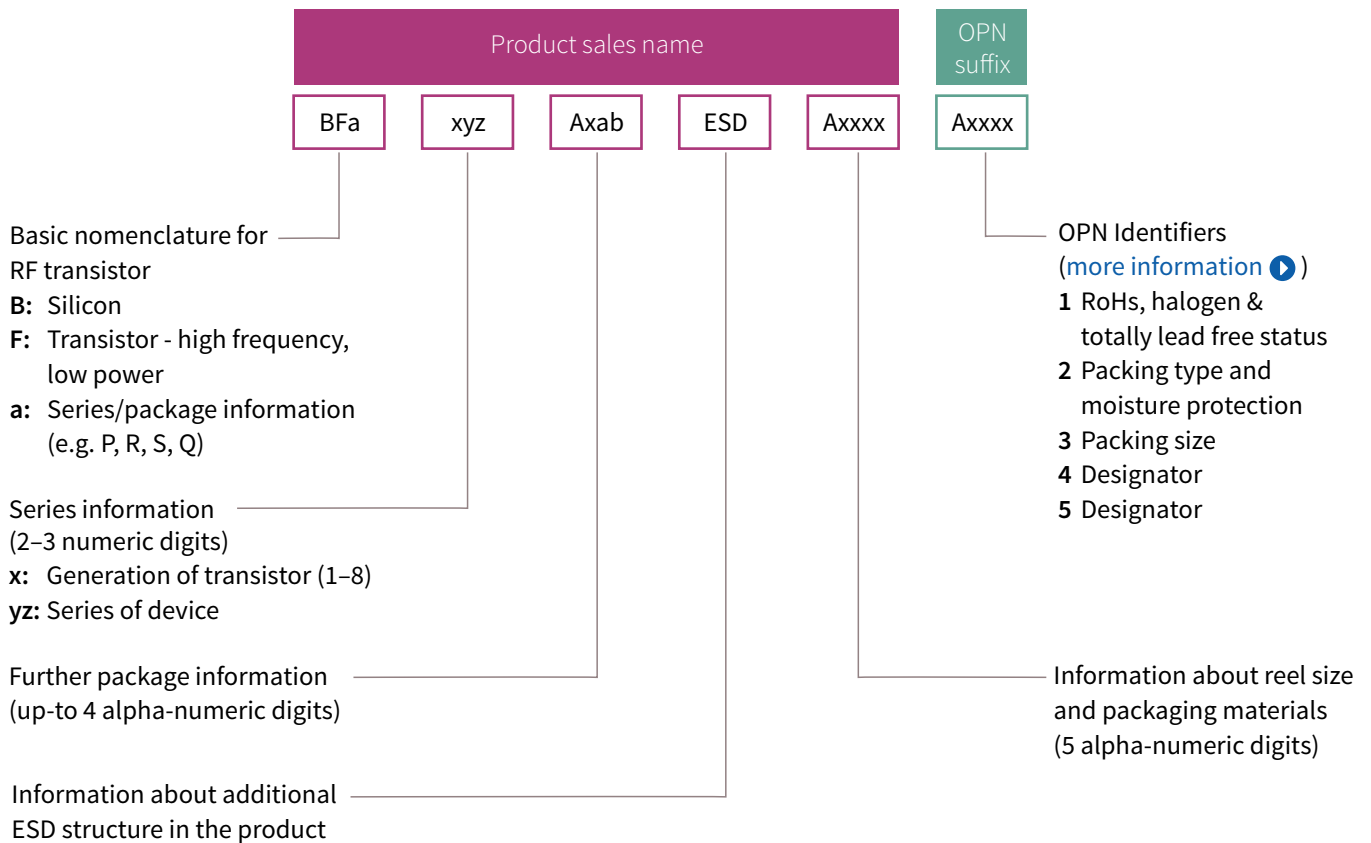 Product sales name
OPN
suffix
BFa
xyz
Axab
ESD
Axxxx
Axxxx
Basic nomenclature for
RF transistor
B: Silicon
F: Transistor - high frequency,
low power
a: Series/package information
(e.g. P, R, S, Q)
Series information
(2–3 numeric digits)
x: Generation of transistor (1–8)
yz: Series of device
Further package information
(up-to 4 alpha-numeric digits)
Information about additional
ESD structure in the product
OPN Identifiers
(more information )
1 RoHs, halogen &
totally lead free status
2 Packing type and
moisture protection
3 Packing size
4 Designator
5 Designator
Information about reel size
and packaging materials
(5 alpha-numeric digits)